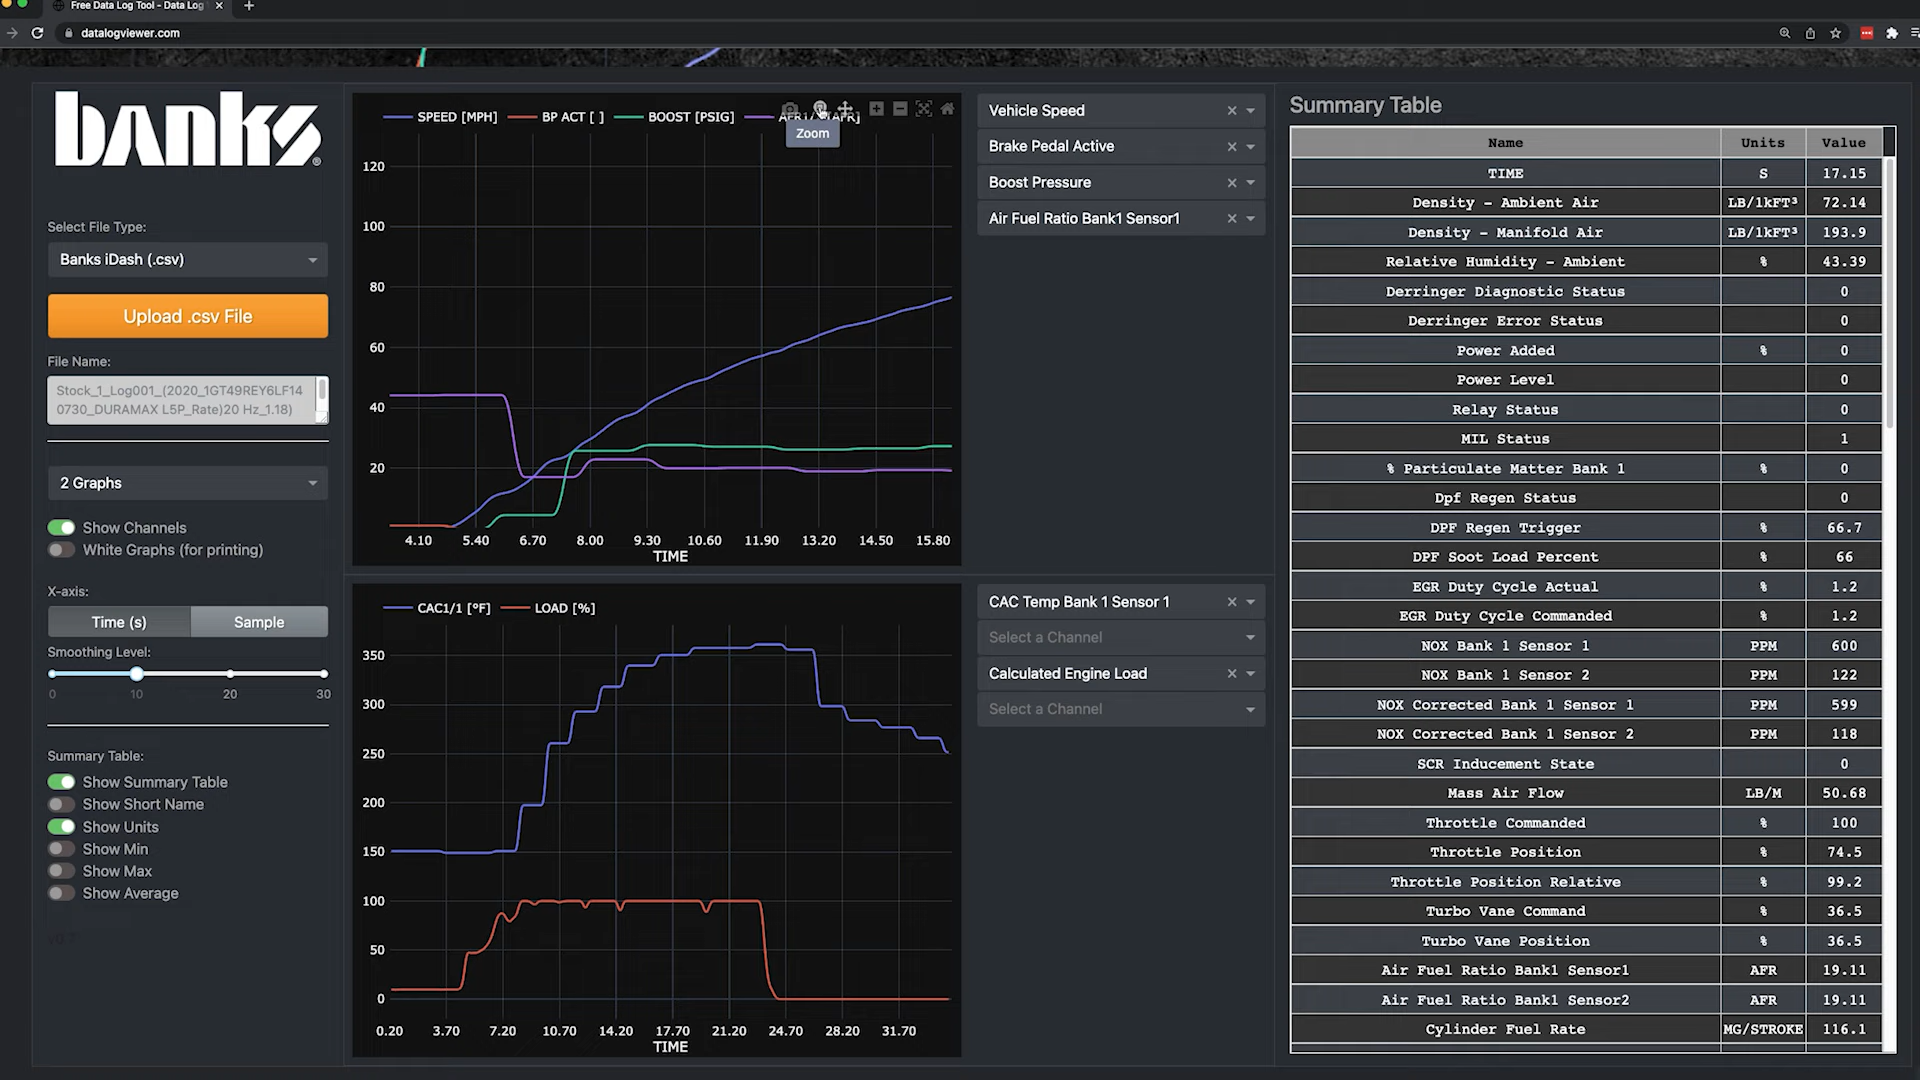 Free Data Log Tool - Data Log
datalogviewer.com
banks
Select File Type:
Banks iDash (.csv)
Upload .csv File
File Name:
Stock_1_Log001_(2020_1GT49REY6LF14
0730_DURAMAX L5P_Rate)20 Hz_1.18)
2 Graphs
Show Channels
White Graphs (for printing)
X-axis:
Time (s) Sample
Smoothing Level:
0 10 20 30
Summary Table:
Show Summary Table
Show Short Name
Show Units
Show Min
Show Max
Show Average
v0.7
SPEED [MPH] BP ACT [ ] BOOST [PSIG]
Zoom
120
100
80
60
40
20
4.10 5.40 6.70 8.00 9.30 10.60 11.90 13.20 14.50 15.80
TIME
Vehicle Speed
Brake Pedal Active
Boost Pressure
Air Fuel Ratio Bank1 Sensor1
CAC1/1 [°F] LOAD [%]
350
300
250
200
150
100
50
0
0.20 3.70 7.20 10.70 14.20 17.70 21.20 24.70 28.20 31.70
TIME
CAC Temp Bank 1 Sensor 1
Select a Channel
Calculated Engine Load
Select a Channel
Summary Table
Name Units Value
TIME S 17.15
Density - Ambient Air LB/1kFT³ 72.14
Density - Manifold Air LB/1kFT³ 193.9
Relative Humidity - Ambient % 43.39
Derringer Diagnostic Status 0
Derringer Error Status 0
Power Added % 0
Power Level 0
Relay Status 0
MIL Status 1
% Particulate Matter Bank 1 % 0
Dpf Regen Status 0
DPF Regen Trigger % 66.7
DPF Soot Load Percent % 66
EGR Duty Cycle Actual % 1.2
EGR Duty Cycle Commanded % 1.2
NOX Bank 1 Sensor 1 PPM 600
NOX Bank 1 Sensor 2 PPM 122
NOX Corrected Bank 1 Sensor 1 PPM 599
NOX Corrected Bank 1 Sensor 2 PPM 118
SCR Inducement State 0
Mass Air Flow LB/M 50.68
Throttle Commanded % 100
Throttle Position % 74.5
Throttle Position Relative % 99.2
Turbo Vane Command % 36.5
Turbo Vane Position % 36.5
Air Fuel Ratio Bank1 Sensor1 AFR 19.11
Air Fuel Ratio Bank1 Sensor2 AFR 19.11
Cylinder Fuel Rate MG/STROKE 116.1